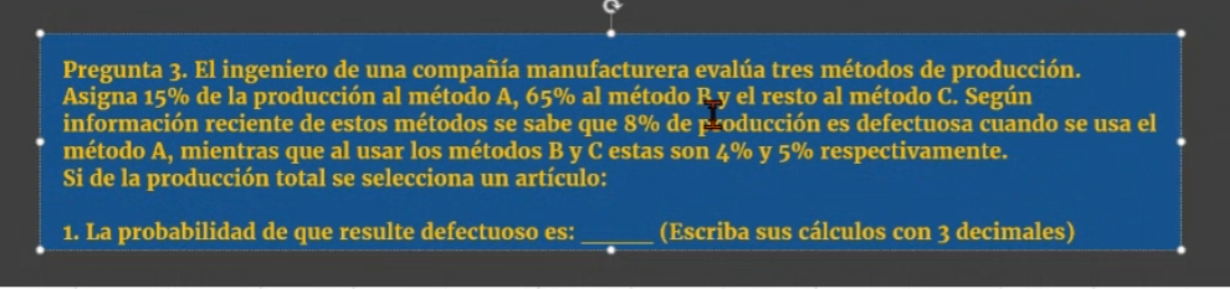 Pregunta 3. El ingeniero de una compañía manufacturera evalúa tres métodos de producción.
Asigna 15% de la producción al método A, 65% al método B y el resto al método C. Según
información reciente de estos métodos se sabe que 8% de producción es defectuosa cuando se usa el
método A, mientras que al usar los métodos B y C estas son 4% y 5% respectivamente.
Si de la producción total se selecciona un artículo:
1. La probabilidad de que resulte defectuoso es: _____ (Escriba sus cálculos con 3 decimales)